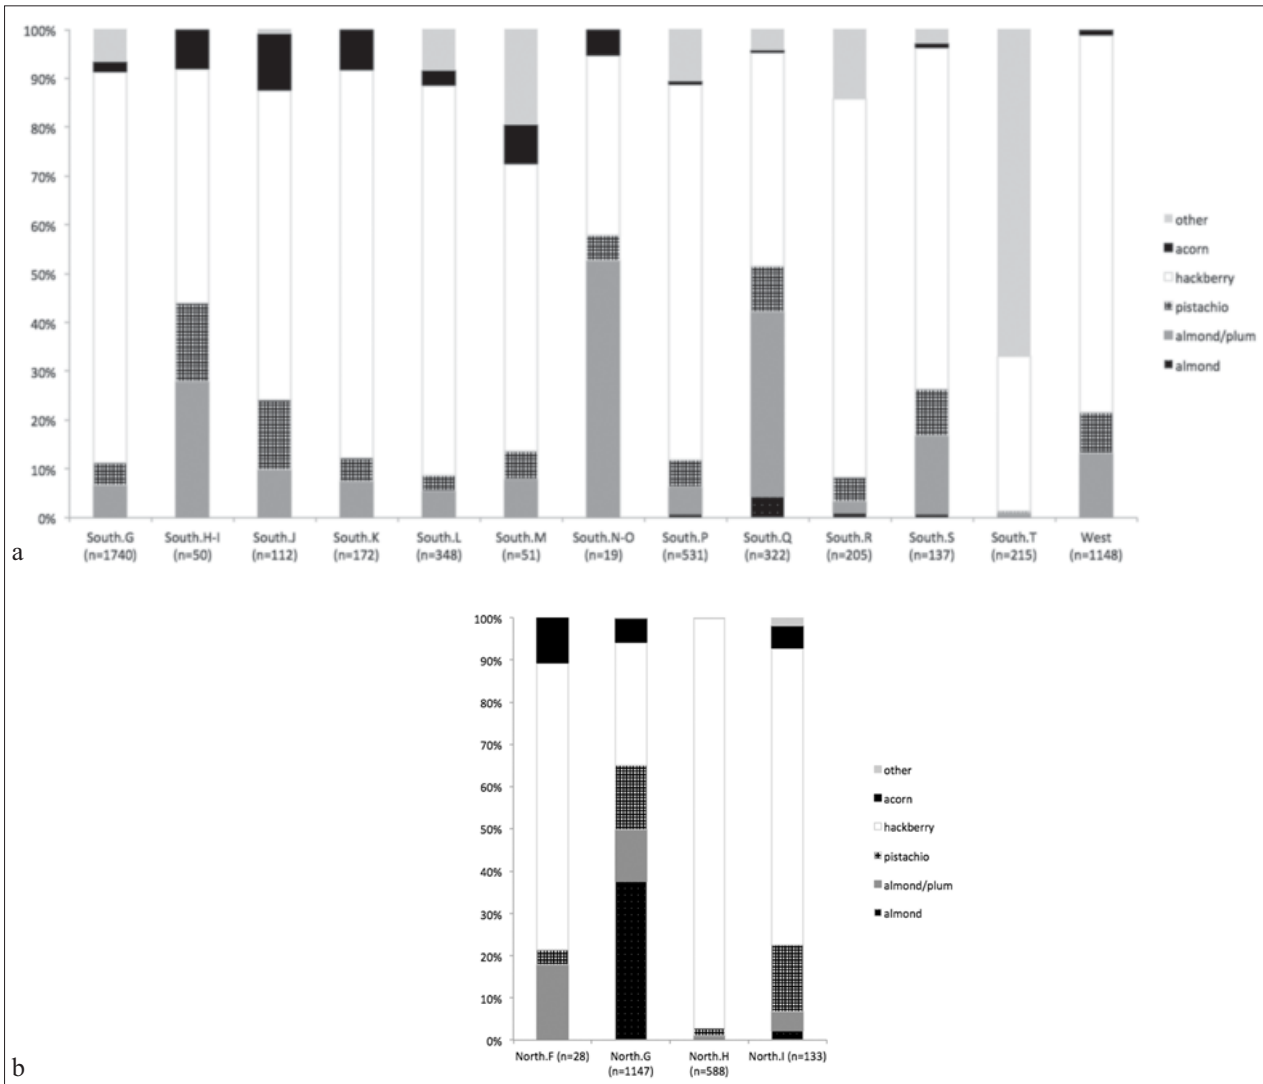 100%
90%
80%
70%
60%
50%
40%
30%
20%
10%
0%
South.G South.H-I South.J South.K South.L South.M South.N-O South.P South.Q South.R South.S South.T West
(n=1740) (n=50) (n=112) (n=172) (n=348) (n=51) (n=19) (n=531) (n=322) (n=205) (n=137) (n=215) (n=1148)
other
acorn
hackberry
pistachio
almond/plum
almond
a
100%
90%
80%
70%
60%
50%
40%
30%
20%
10%
0%
North.F (n=28) North.G North.H North.I (n=133)
(n=1147) (n=588)
other
acorn
hackberry
pistachio
almond/plum
almond
b